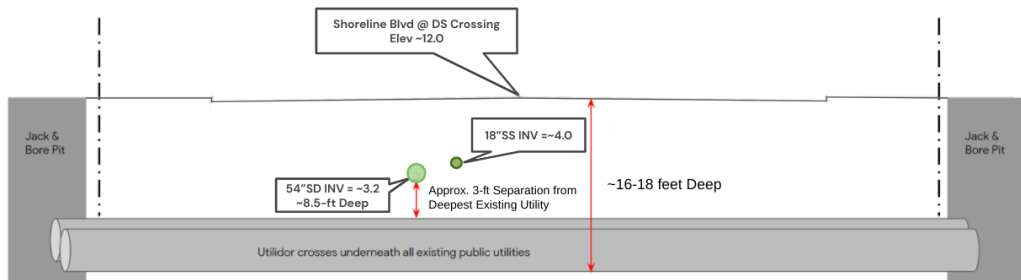 Shoreline Blvd @ DS Crossing
Elev ~12.0
Jack &
Bore Pit
18"SS INV =~4.0
Jack &
Bore Pit
54"SD INV = ~3.2
~8.5-ft Deep
Approx. 3-ft Separation from
Deepest Existing Utility
~16-18 feet Deep
Utilidor crosses underneath all existing public utilities